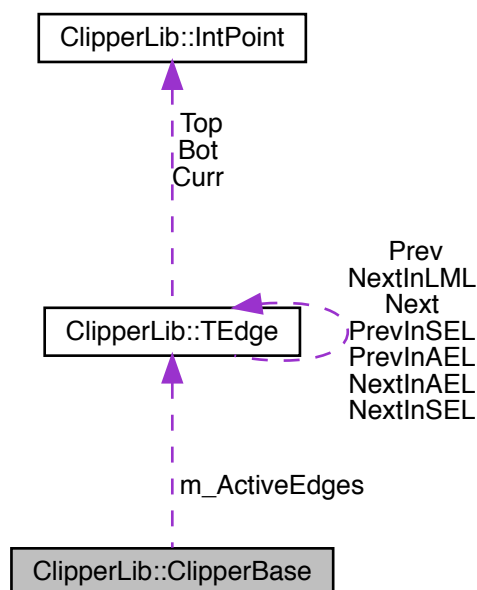 ClipperLib::IntPoint
Top
Bot
Curr
Prev
NextInLML
Next
PrevInSEL
PrevInAEL
NextInAEL
NextInSEL
ClipperLib::TEdge
m_ActiveEdges
ClipperLib::ClipperBase